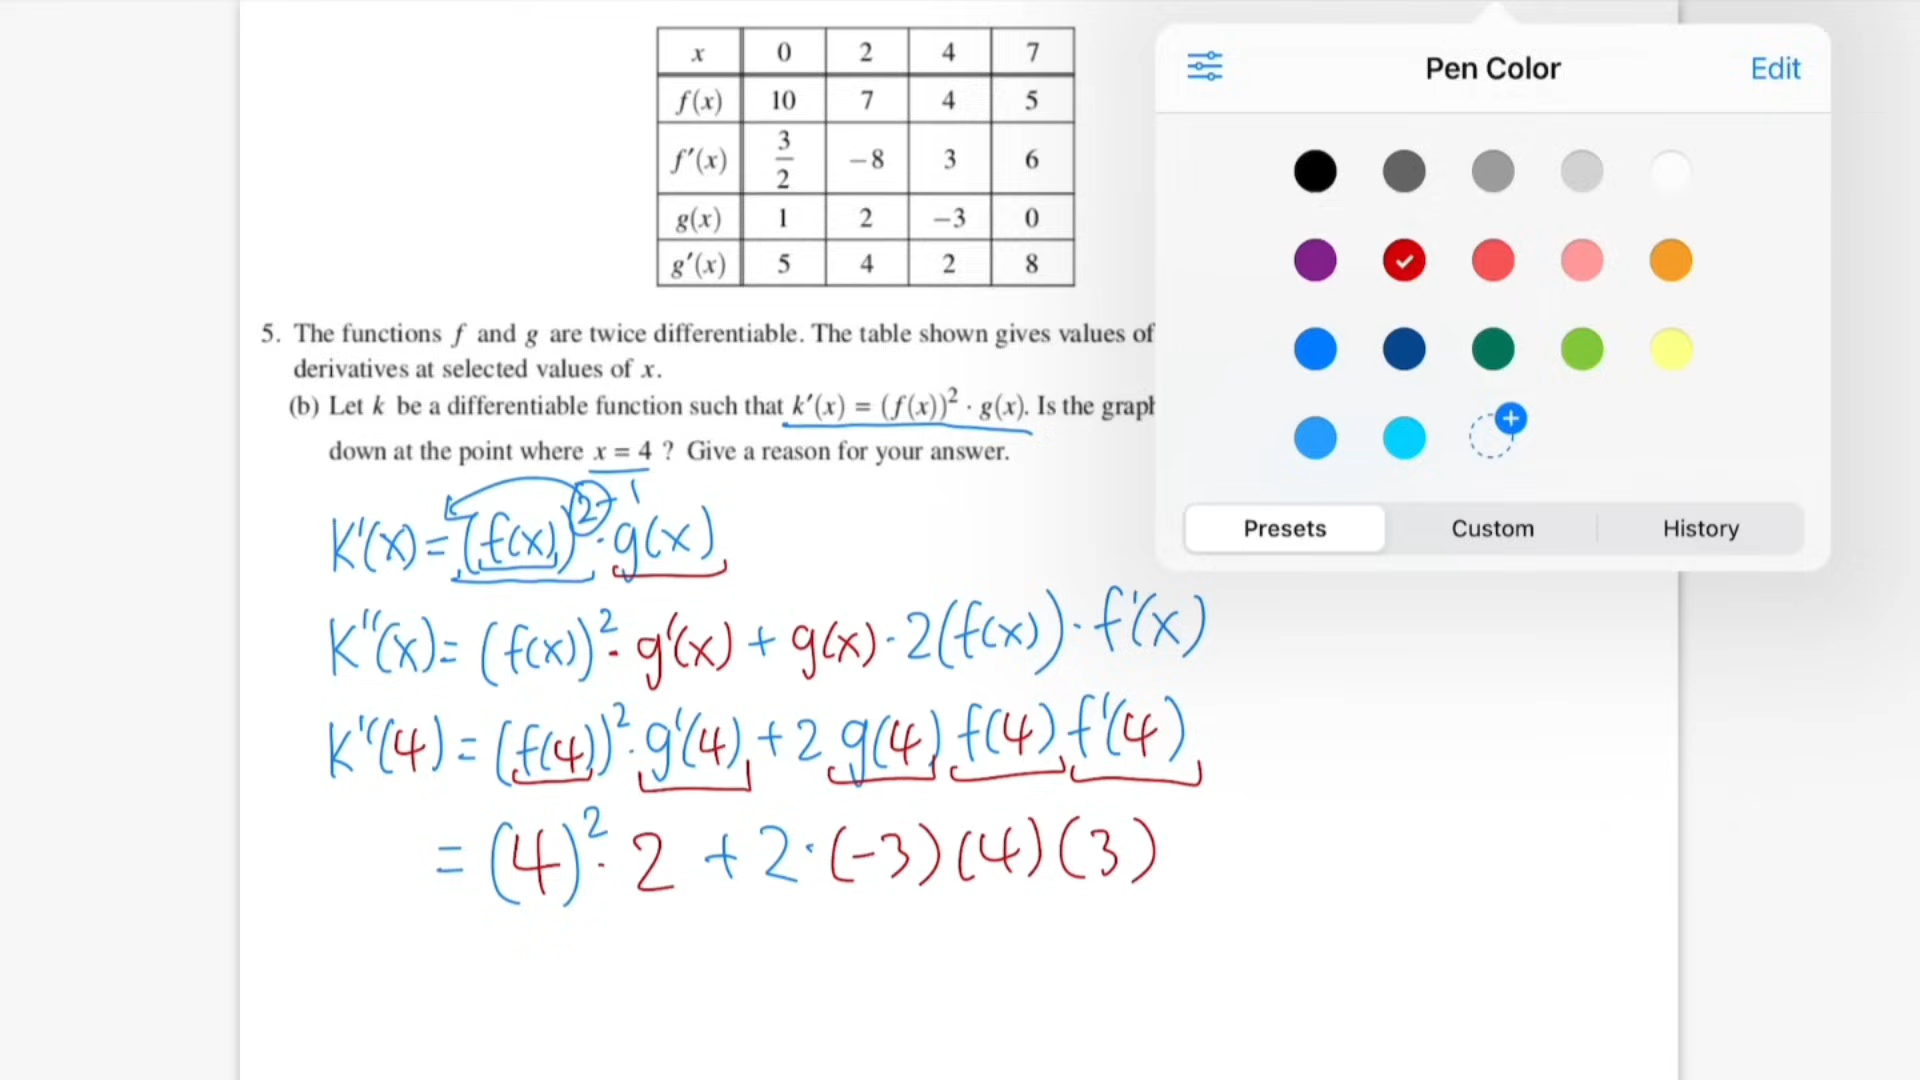 x 0 2 4 7
f(x) 10 7 4 5
f′(x) 3/2 −8 3 6
g(x) 1 2 −3 0
g′(x) 5 4 2 8
5. The functions f and g are twice differentiable. The table shown gives values of
derivatives at selected values of x.
(b) Let k be a differentiable function such that k′(x) = (f(x))² · g(x). Is the graph
down at the point where x = 4 ? Give a reason for your answer.
K'(x) = (f(x))² · g(x)
-1
K''(x) = (f(x))² · g'(x) + g(x) · 2(f(x)) · f'(x)
K''(4) = (f(4))² · g'(4) + 2 g(4) f(4) f'(4)
= (4)² · 2 + 2 · (-3)(4)(3)
Pen Color
Edit
Presets
Custom
History